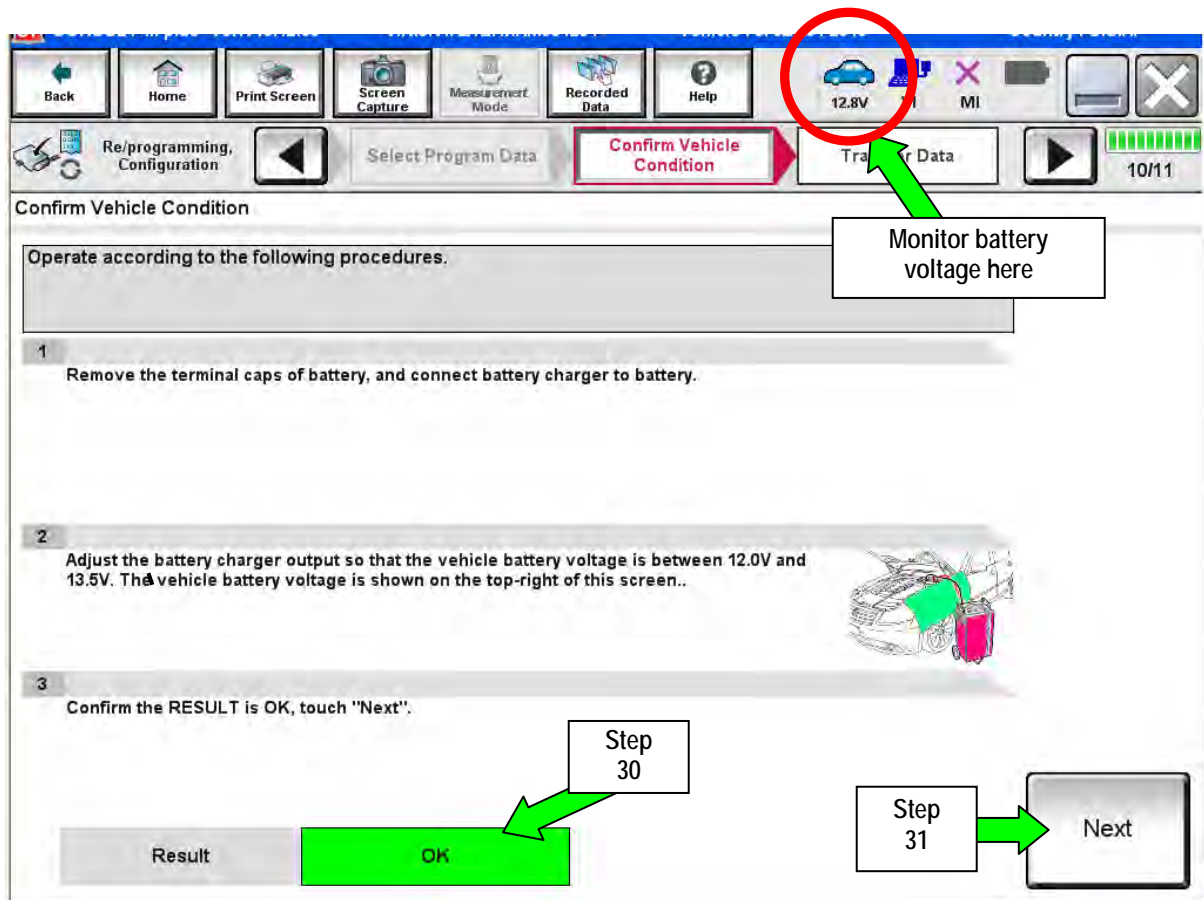 Back
Home
Print Screen
Screen
Capture
Measurement
Mode
Recorded
Data
Help
12.8V
MI
Re/programming,
Configuration
Select Program Data
Confirm Vehicle
Condition
Data
10/11
Confirm Vehicle Condition
Monitor battery
voltage here
Operate according to the following procedures.
1
Remove the terminal caps of battery, and connect battery charger to battery.
2
Adjust the battery charger output so that the vehicle battery voltage is between 12.0V and
13.5V. The vehicle battery voltage is shown on the top-right of this screen..
3
Confirm the RESULT is OK, touch "Next".
Step
30
Step
31
Result
OK
Next